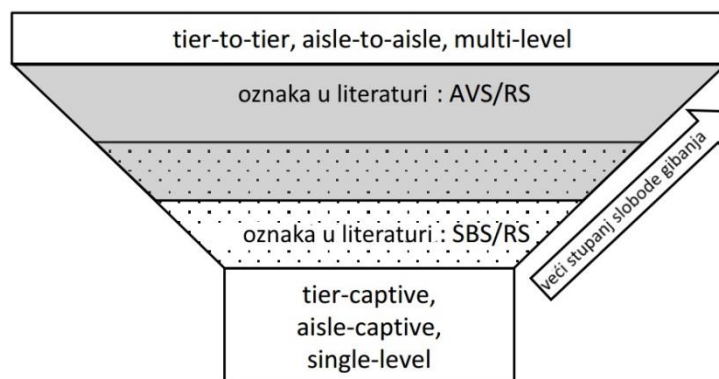 tier-to-tier, aisle-to-aisle, multi-level
oznaka u literaturi : AVS/RS
oznaka u literaturi : SBS/RS
veći stupanj slobode gibanja
tier-captive,
aisle-captive,
single-level